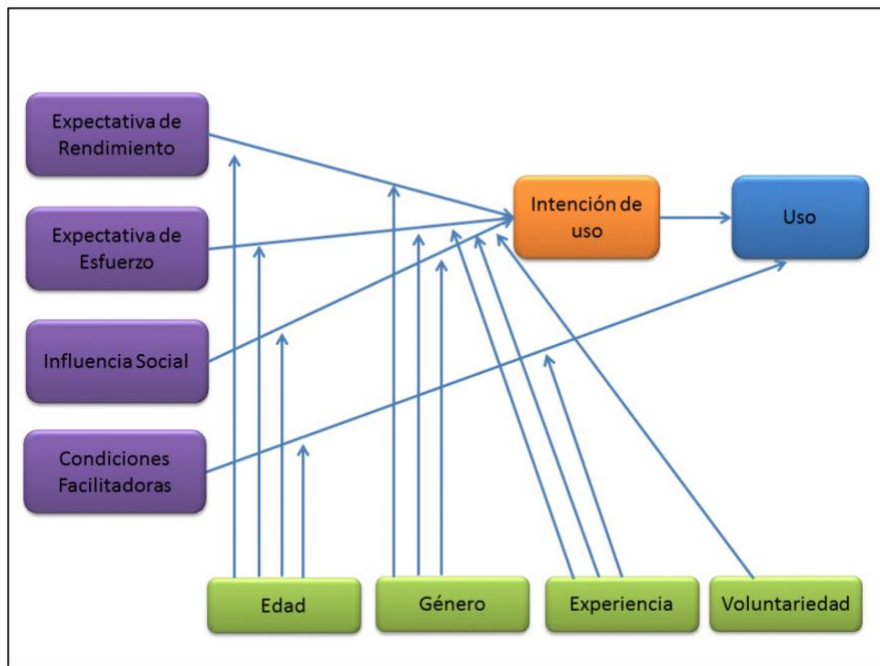 Expectativa de
Rendimiento
Expectativa de
Esfuerzo
Influencia Social
Condiciones
Facilitadoras
Intención de
uso
Uso
Edad
Género
Experiencia
Voluntariedad